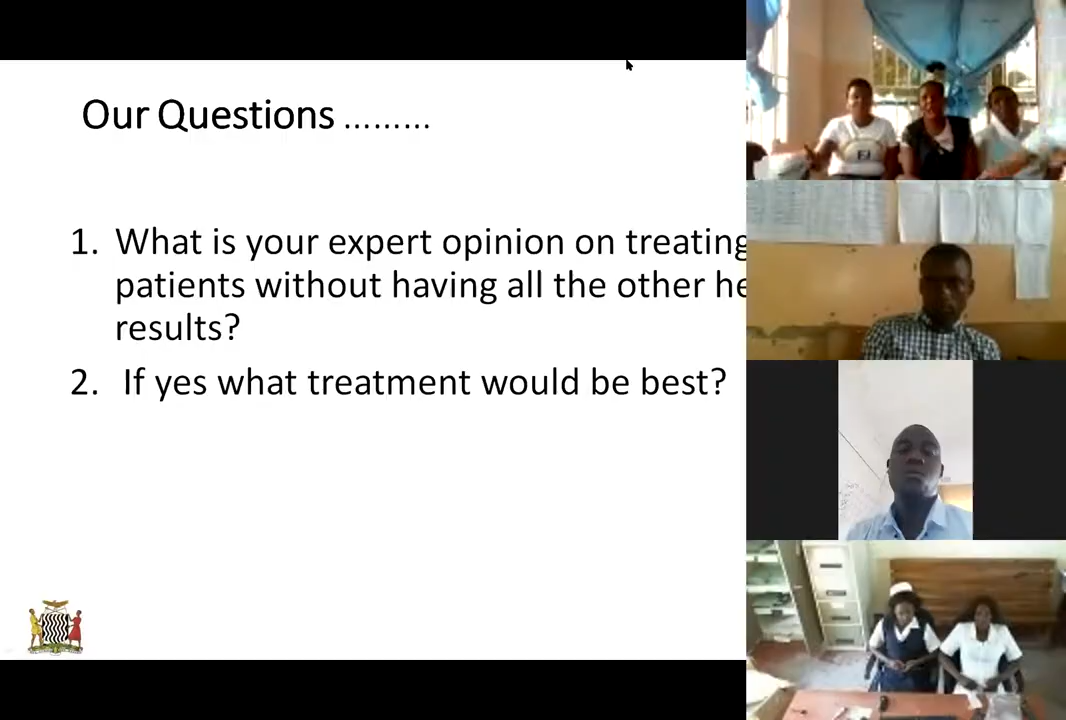 Our Questions .........
1. What is your expert opinion on treating
patients without having all the other he
results?
2. If yes what treatment would be best?